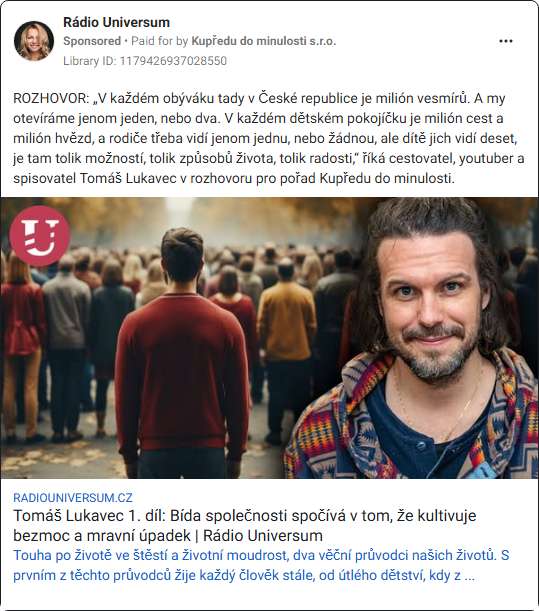 Rádio Universum
Sponsored • Paid for by Kupředu do minulosti s.r.o.
Library ID: 1179426937028550
ROZHOVOR: „V každém obýváku tady v České republice je milión vesmírů. A my
otevíráme jenom jeden, nebo dva. V každém dětském pokojíčku je milión cest a
milión hvězd, a rodiče třeba vidí jenom jednu, nebo žádnou, ale dítě jich vidí deset,
je tam tolik možností, tolik způsobů života, tolik radosti,“ říká cestovatel, youtuber a
spisovatel Tomáš Lukavec v rozhovoru pro pořad Kupředu do minulosti.
U
RADIOUNIVERSUM.CZ
Tomáš Lukavec 1. díl: Bída společnosti spočívá v tom, že kultivuje
bezmoc a mravní úpadek | Rádio Universum
Touha po životě ve štěstí a životní moudrost, dva věční průvodci našich životů. S
prvním z těchto průvodců žije každý člověk stále, od útlého dětství, kdy z ...